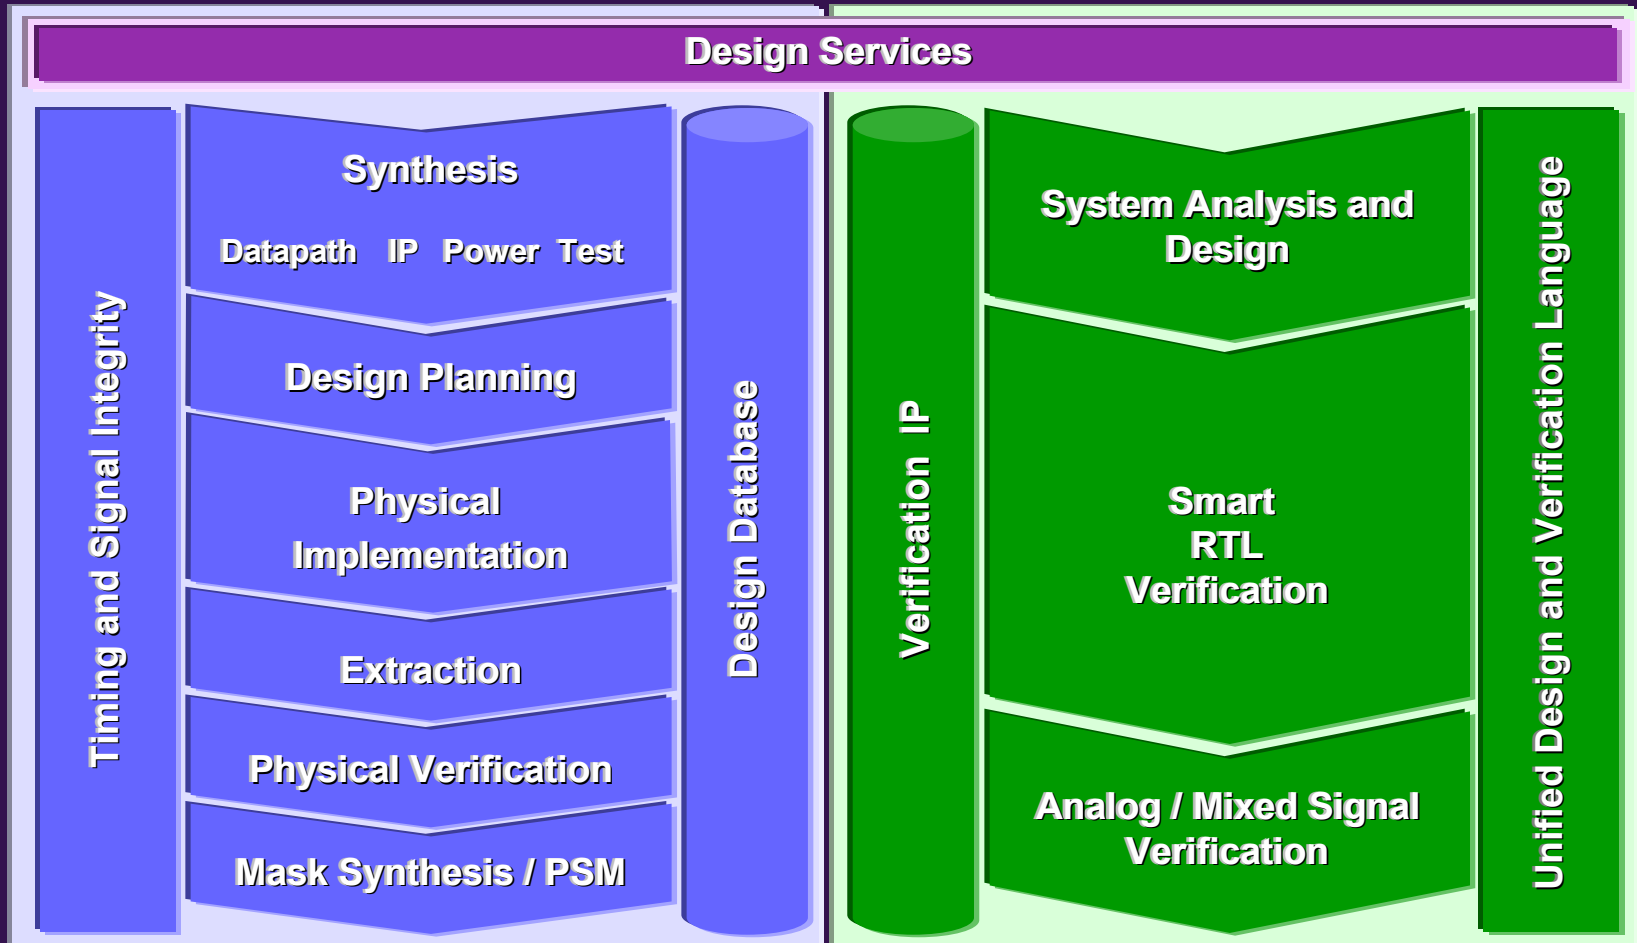 Design Services
Timing and Signal Integrity
Synthesis
Datapath IP Power Test
Design Planning
Physical
Implementation
Extraction
Physical Verification
Mask Synthesis / PSM
Design Database
Verification IP
System Analysis and
Design
Smart
RTL
Verification
Analog / Mixed Signal
Verification
Unified Design and Verification Language